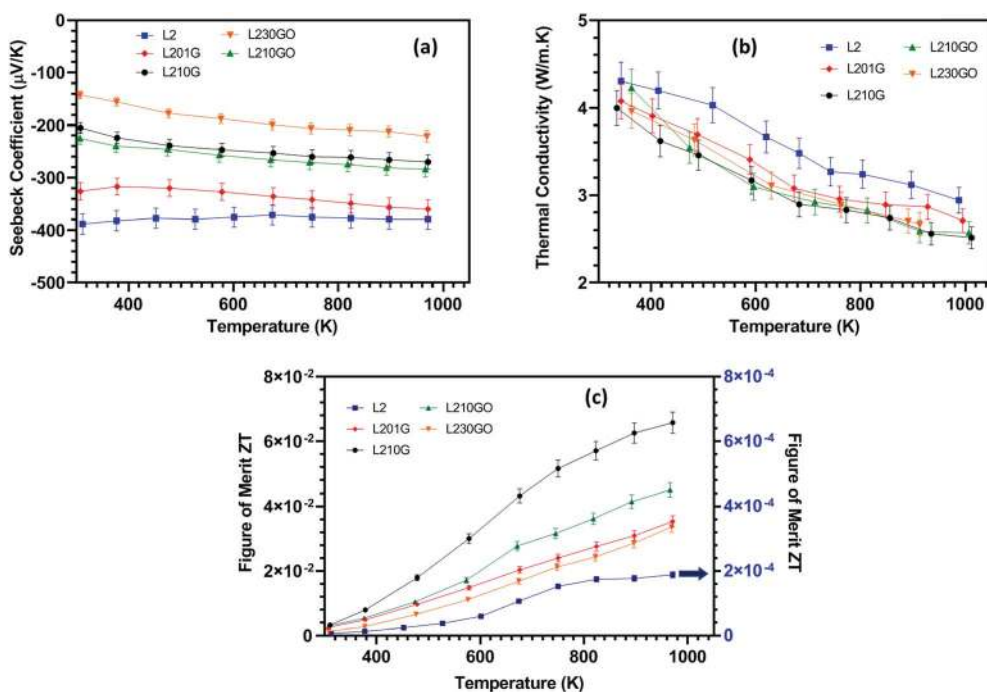 (a)
L2
L201G
L210G
L230GO
L210GO
Seebeck Coefficient (μV/K)
0
-100
-200
-300
-400
-500
400 600 800 1000
Temperature (K)
(b)
L2
L201G
L210G
L210GO
L230GO
Thermal Conductivity (W/m.K)
5
4
3
2
400 600 800 1000
Temperature (K)
(c)
L2
L201G
L210G
L210GO
L230GO
Figure of Merit ZT
8×10⁻²
6×10⁻²
4×10⁻²
2×10⁻²
0
8×10⁻⁴
6×10⁻⁴
4×10⁻⁴
2×10⁻⁴
0
Figure of Merit ZT
400 600 800 1000
Temperature (K)